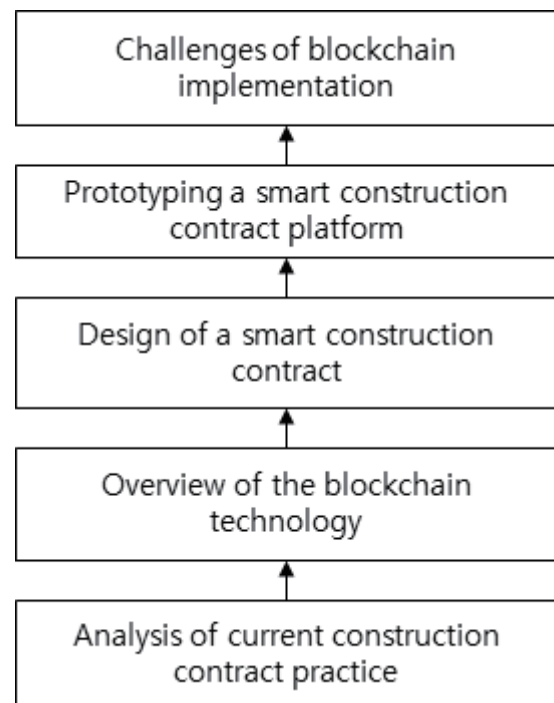 Challenges of blockchain
implementation
Prototyping a smart construction
contract platform
Design of a smart construction
contract
Overview of the blockchain
technology
Analysis of current construction
contract practice